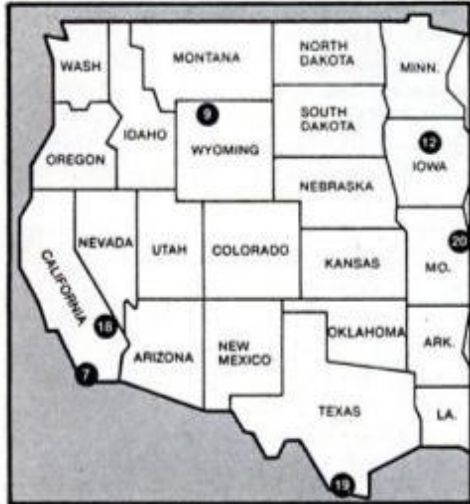 WASH
MONTANA
NORTH
DAKOTA
MINN.
OREGON
IDAHO
9
WYOMING
SOUTH
DAKOTA
12
IOWA
NEBRASKA
NEVADA
UTAH
COLORADO
KANSAS
20
MO.
CALIFORNIA
18
7
ARIZONA
NEW
MEXICO
OKLAHOMA
ARK.
TEXAS
LA.
19